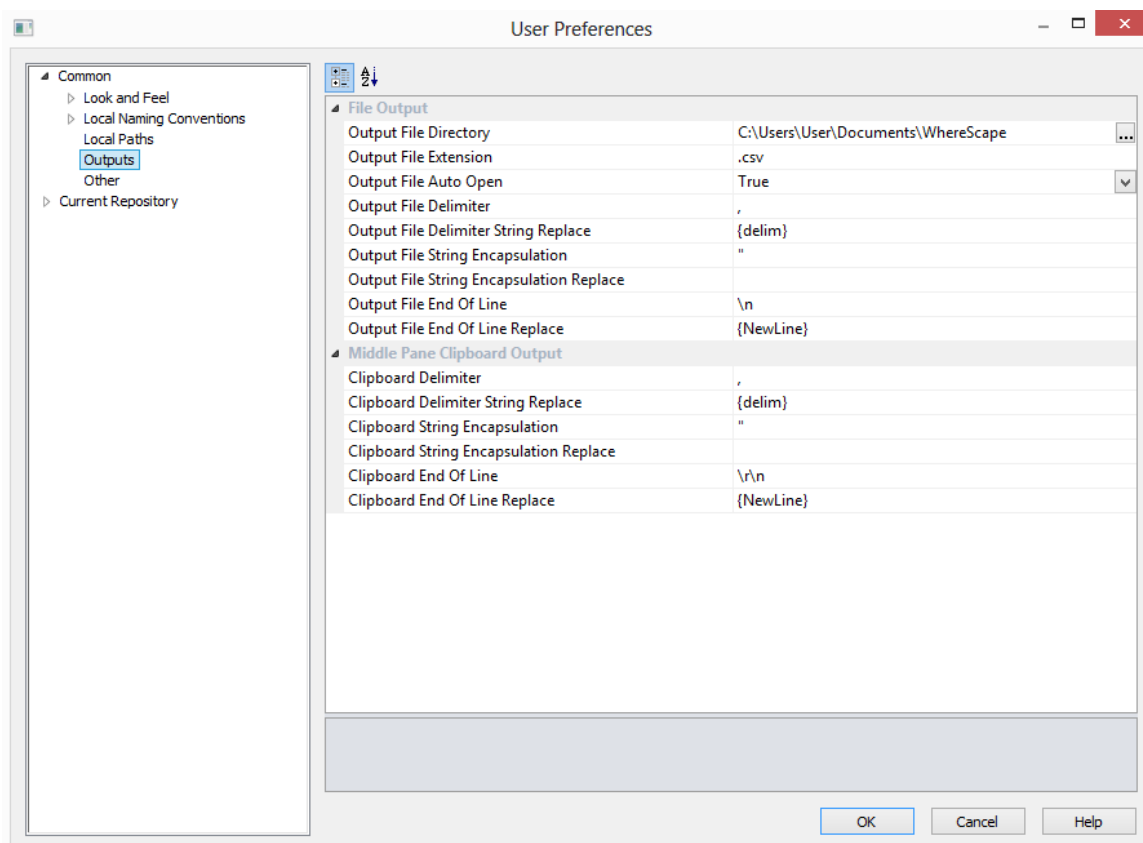 User Preferences
Common
Look and Feel
Local Naming Conventions
Local Paths
Outputs
Other
Current Repository
File Output
Output File Directory C:\Users\User\Documents\WhereScape ...
Output File Extension .csv
Output File Auto Open True
Output File Delimiter ,
Output File Delimiter String Replace {delim}
Output File String Encapsulation "
Output File String Encapsulation Replace
Output File End Of Line \n
Output File End Of Line Replace {NewLine}
Middle Pane Clipboard Output
Clipboard Delimiter ,
Clipboard Delimiter String Replace {delim}
Clipboard String Encapsulation "
Clipboard String Encapsulation Replace
Clipboard End Of Line \r\n
Clipboard End Of Line Replace {NewLine}
OK Cancel Help